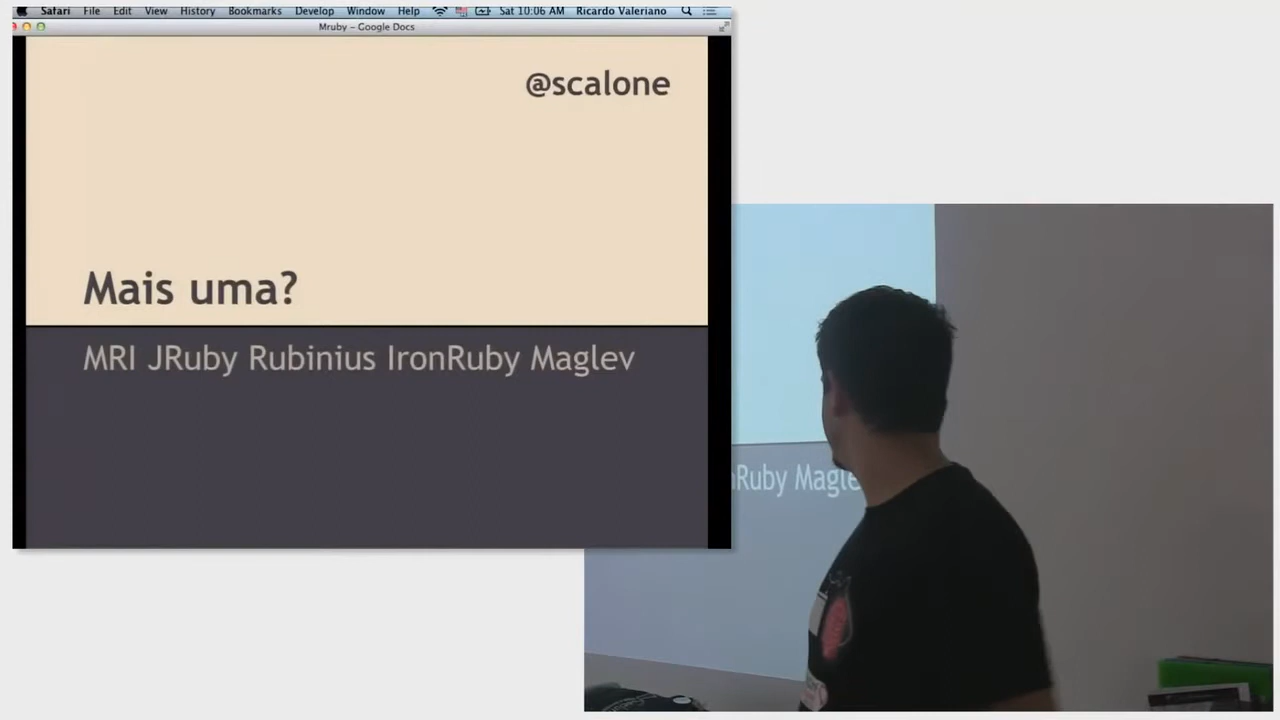 Safari File Edit View History Bookmarks Develop Window Help Sat 10:06 AM Ricardo Valeriano
Mruby – Google Docs
@scalone
Mais uma?
MRI JRuby Rubinius IronRuby Maglev
Ruby Magle